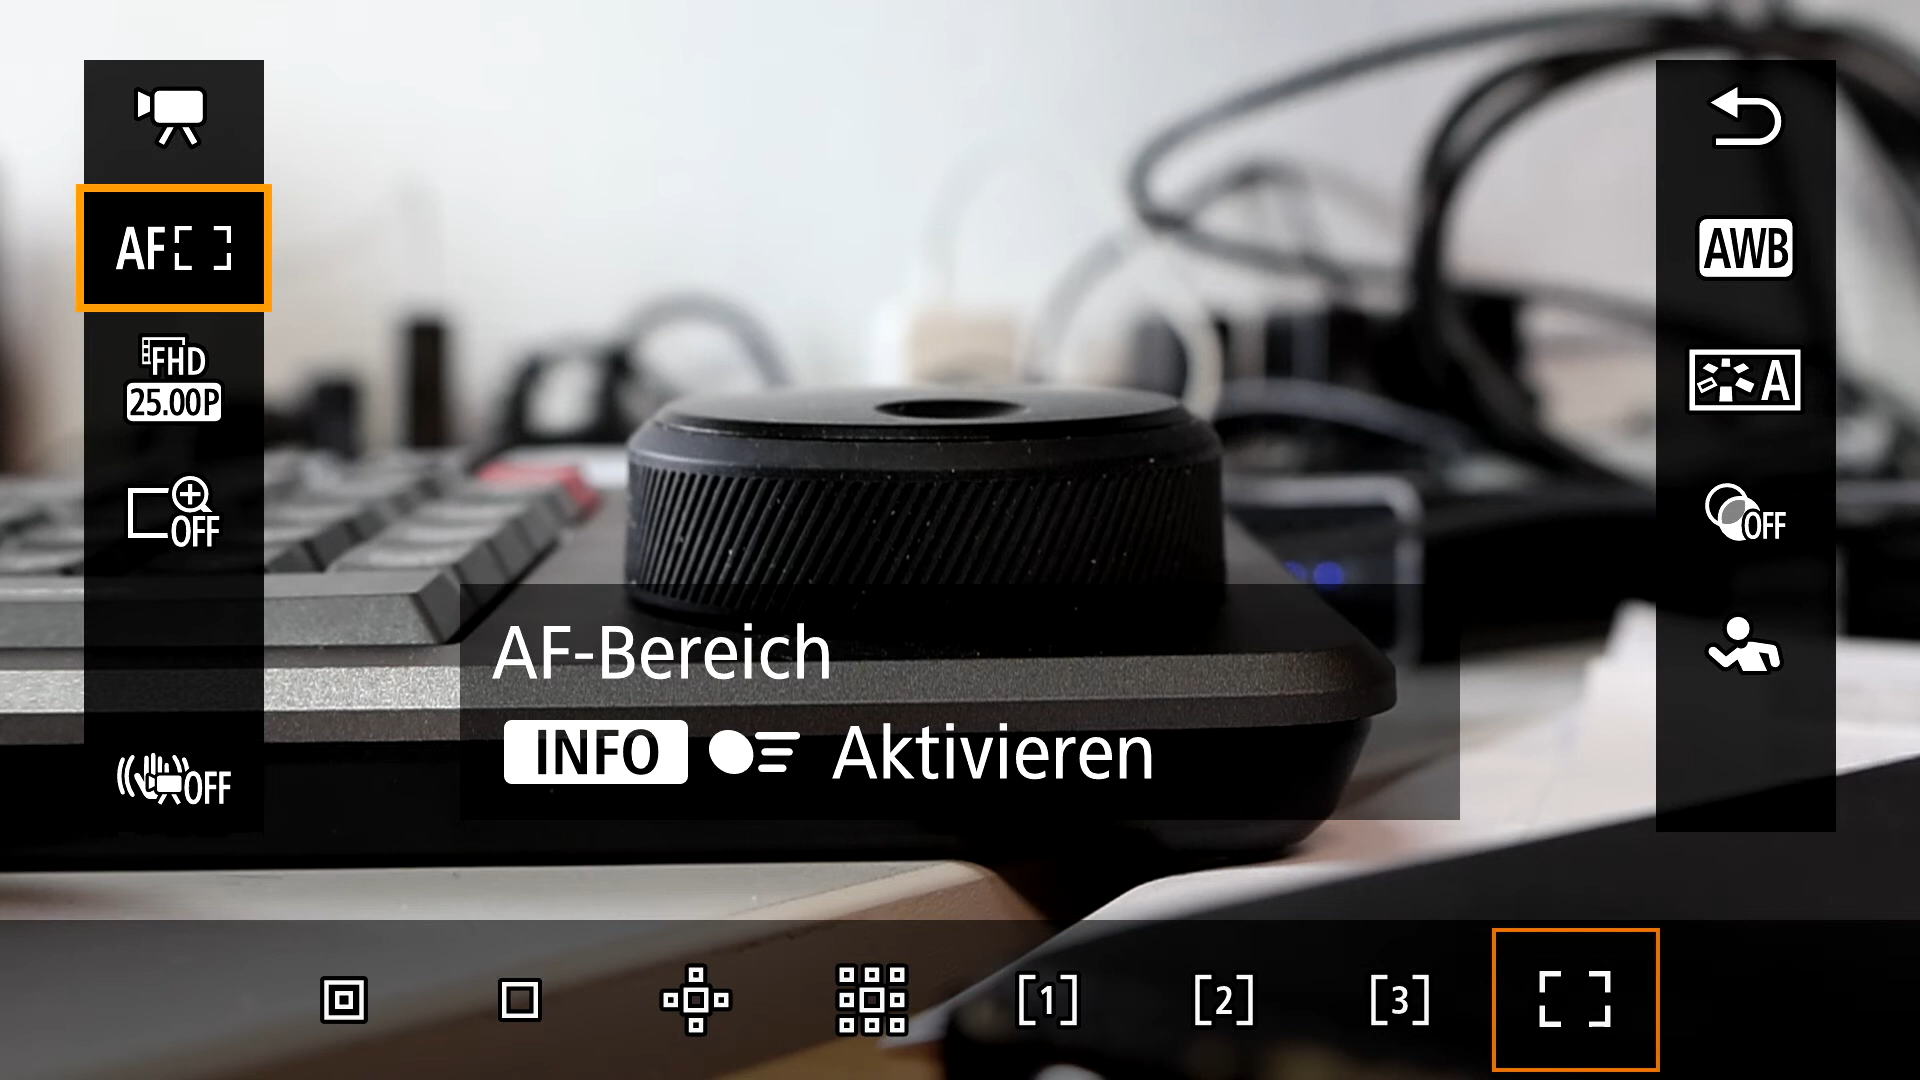 AF
FHD
25.00P
OFF
OFF
AWB
A
OFF
AF-Bereich
INFO Aktivieren
[1] [2] [3]